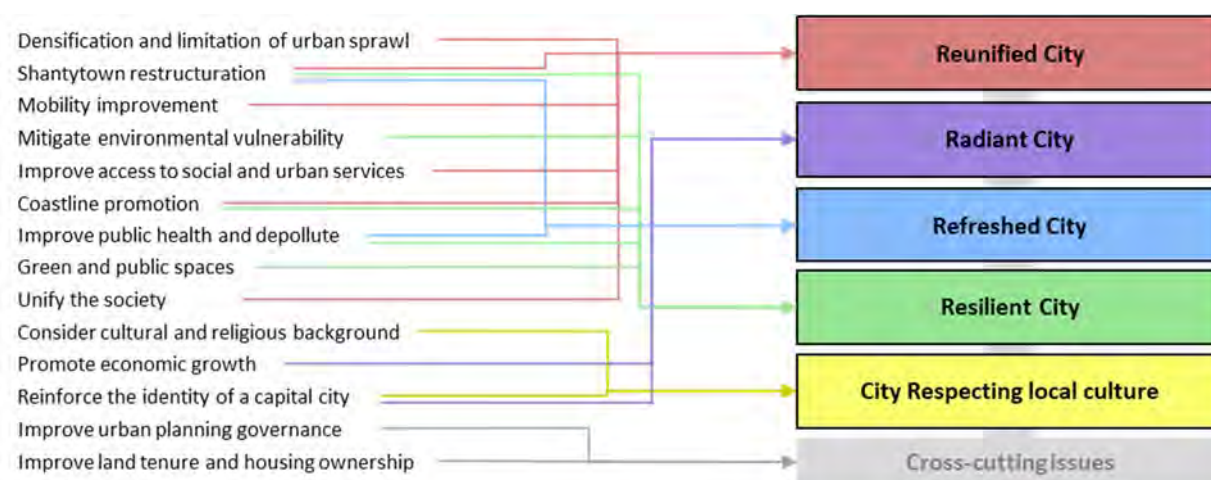 Densification and limitation of urban sprawl
Shantytown restructuration
Mobility improvement
Mitigate environmental vulnerability
Improve access to social and urban services
Coastline promotion
Improve public health and depollute
Green and public spaces
Unify the society
Consider cultural and religious background
Promote economic growth
Reinforce the identity of a capital city
Improve urban planning governance
Improve land tenure and housing ownership
Reunified City
Radiant City
Refreshed City
Resilient City
City Respecting local culture
Cross-cutting Issues